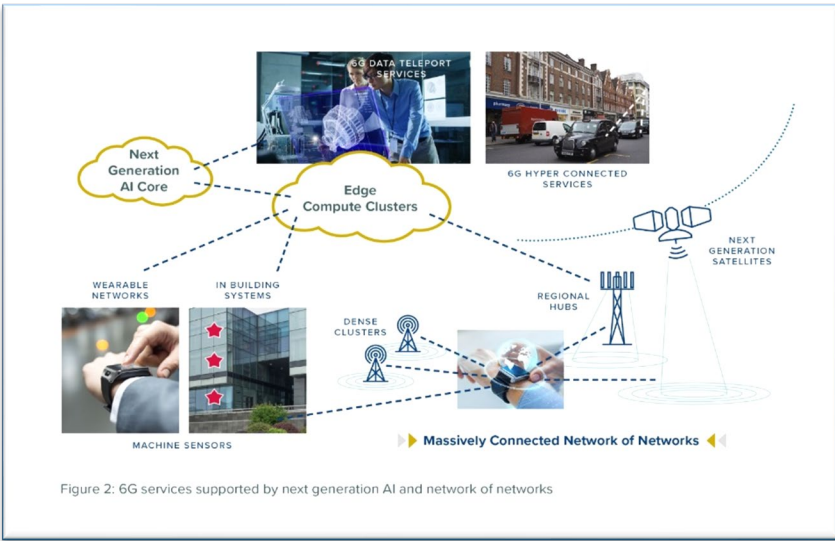 6G DATA TELEPORT
SERVICES
Next
Generation
AI Core
Edge
Compute Clusters
6G HYPER CONNECTED
SERVICES
NEXT
GENERATION
SATELLITES
WEARABLE
NETWORKS
IN BUILDING
SYSTEMS
REGIONAL
HUBS
DENSE
CLUSTERS
MACHINE SENSORS
Massively Connected Network of Networks
Figure 2: 6G services supported by next generation AI and network of networks